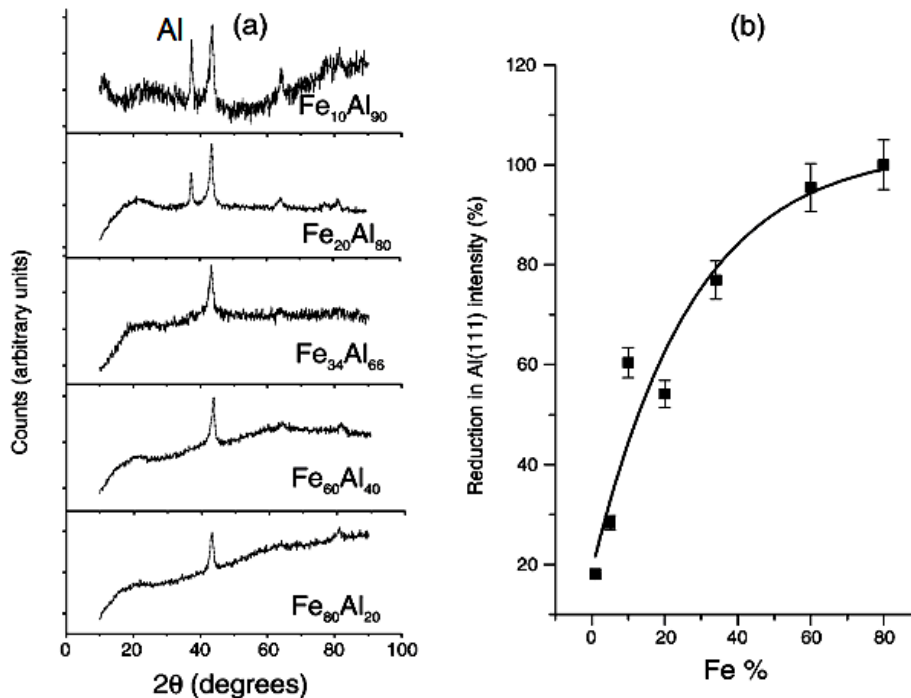 Al (a)
Fe10Al90
Fe20Al80
Fe34Al66
Fe60Al40
Fe80Al20
Counts (arbitrary units)
0 20 40 60 80 100
2θ (degrees)
(b)
120
100
80
60
40
20
Reduction in Al(111) intensity (%)
0 20 40 60 80
Fe %